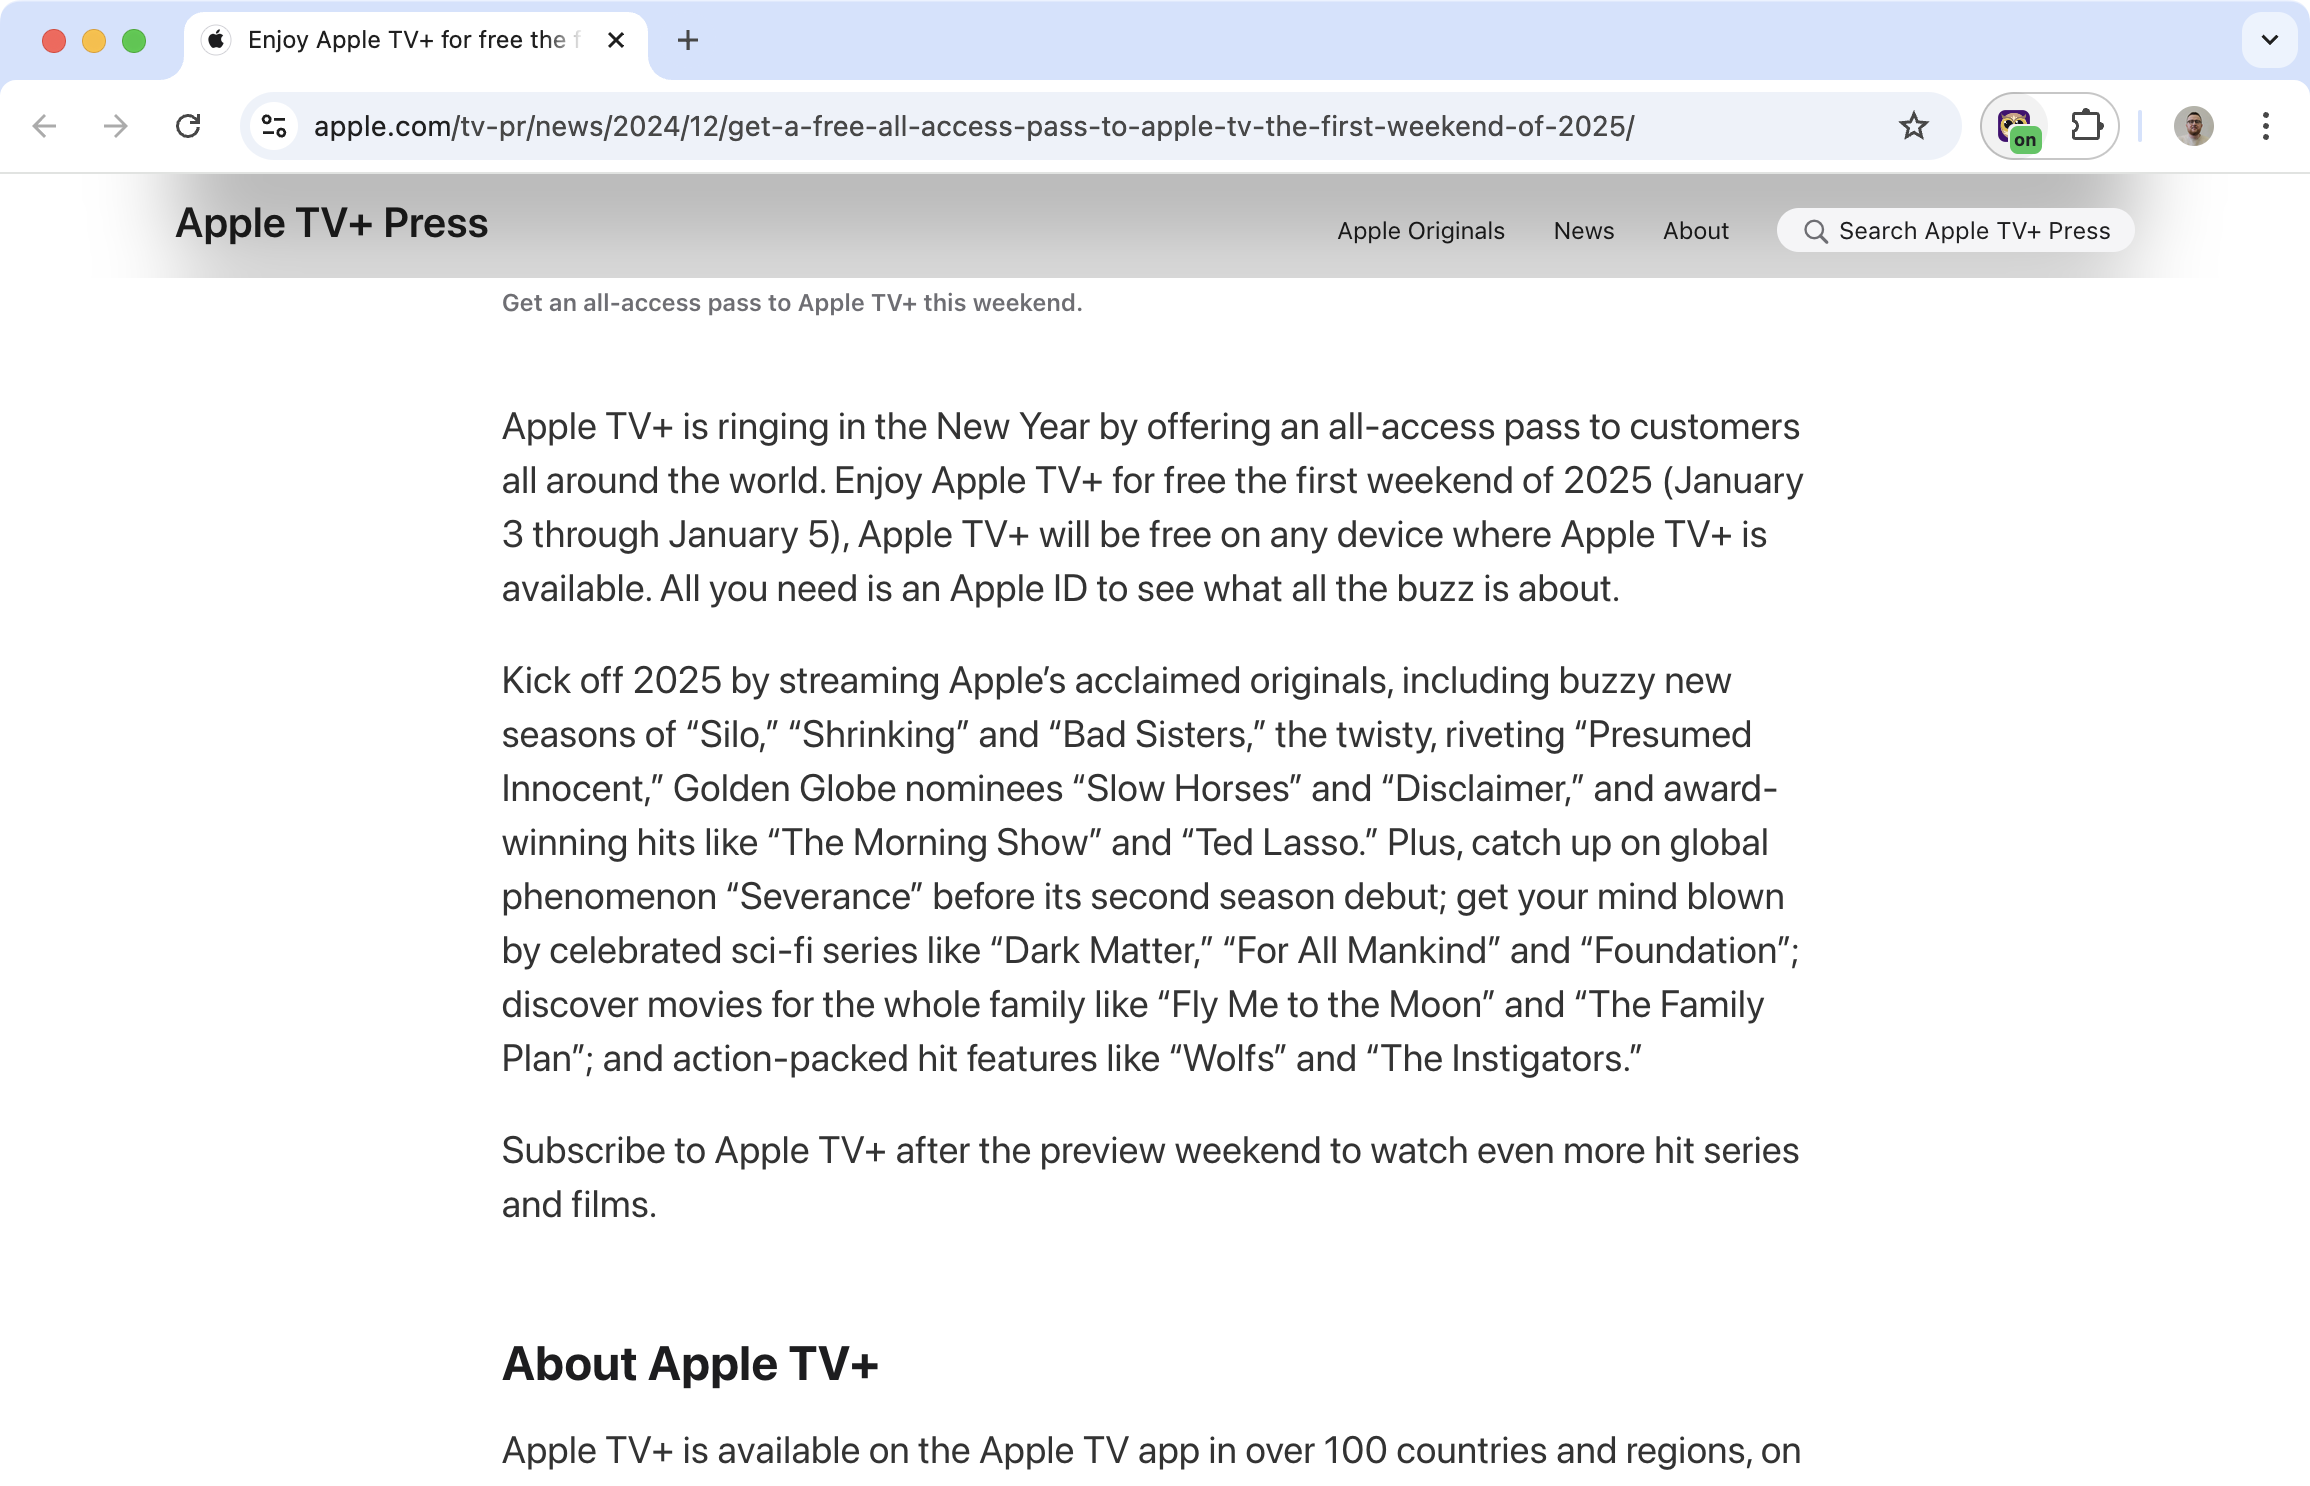 Enjoy Apple TV+ for free the f
apple.com/tv-pr/news/2024/12/get-a-free-all-access-pass-to-apple-tv-the-first-weekend-of-2025/
on
Apple TV+ Press
Apple Originals
News
About
Search Apple TV+ Press
Get an all-access pass to Apple TV+ this weekend.
Apple TV+ is ringing in the New Year by offering an all-access pass to customers
all around the world. Enjoy Apple TV+ for free the first weekend of 2025 (January
3 through January 5), Apple TV+ will be free on any device where Apple TV+ is
available. All you need is an Apple ID to see what all the buzz is about.
Kick off 2025 by streaming Apple’s acclaimed originals, including buzzy new
seasons of “Silo,” “Shrinking” and “Bad Sisters,” the twisty, riveting “Presumed
Innocent,” Golden Globe nominees “Slow Horses” and “Disclaimer,” and award-
winning hits like “The Morning Show” and “Ted Lasso.” Plus, catch up on global
phenomenon “Severance” before its second season debut; get your mind blown
by celebrated sci-fi series like “Dark Matter,” “For All Mankind” and “Foundation”;
discover movies for the whole family like “Fly Me to the Moon” and “The Family
Plan”; and action-packed hit features like “Wolfs” and “The Instigators.”
Subscribe to Apple TV+ after the preview weekend to watch even more hit series
and films.
About Apple TV+
Apple TV+ is available on the Apple TV app in over 100 countries and regions, on